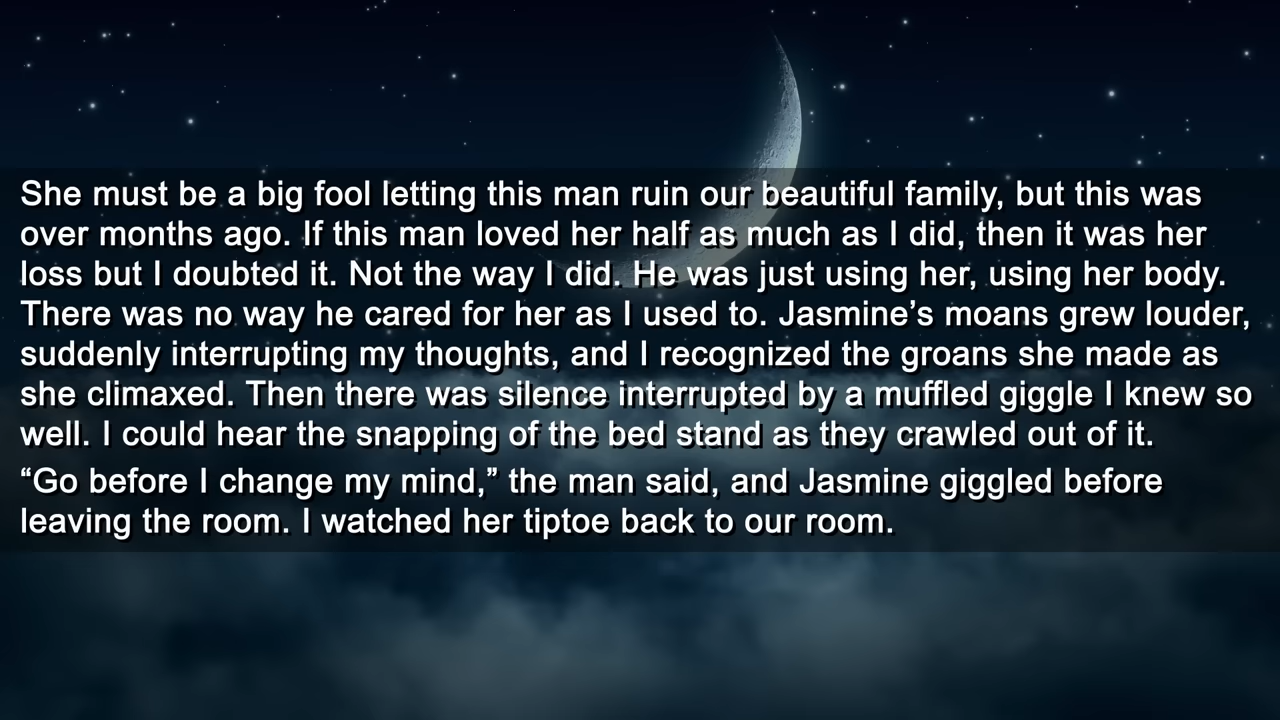 She must be a big fool letting this man ruin our beautiful family, but this was
over months ago. If this man loved her half as much as I did, then it was her
loss but I doubted it. Not the way I did. He was just using her, using her body.
There was no way he cared for her as I used to. Jasmine’s moans grew louder,
suddenly interrupting my thoughts, and I recognized the groans she made as
she climaxed. Then there was silence interrupted by a muffled giggle I knew so
well. I could hear the snapping of the bed stand as they crawled out of it.
“Go before I change my mind,” the man said, and Jasmine giggled before
leaving the room. I watched her tiptoe back to our room.